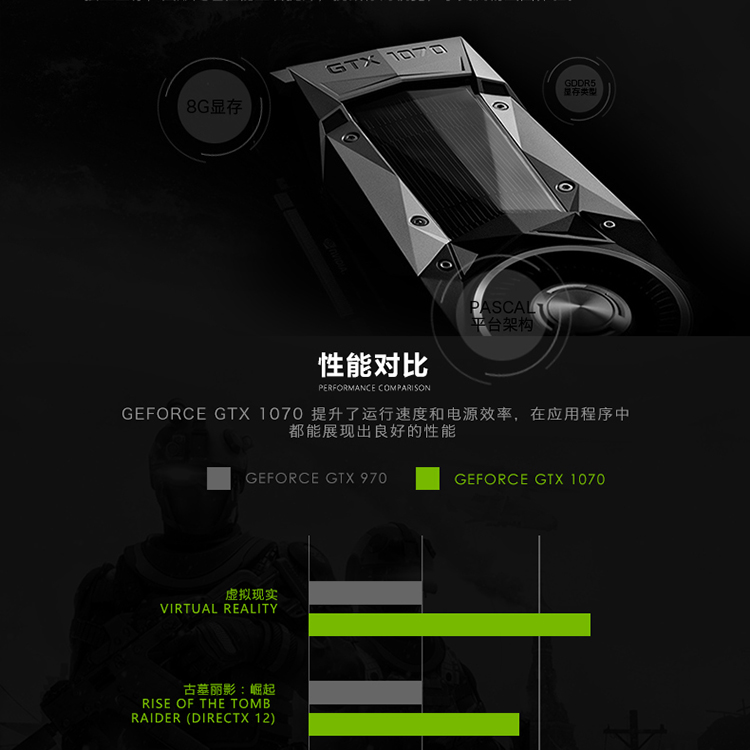 GTX 1070
8G显存
GDDR5
显存类型
PASCAL
平台架构
性能对比
PERFORMANCE COMPARISON
GEFORCE GTX 1070 提升了运行速度和电源效率，在应用程序中
都能展现出良好的性能
GEFORCE GTX 970
GEFORCE GTX 1070
虚拟现实
VIRTUAL REALITY
古墓丽影：崛起
RISE OF THE TOMB
RAIDER (DIRECTX 12)